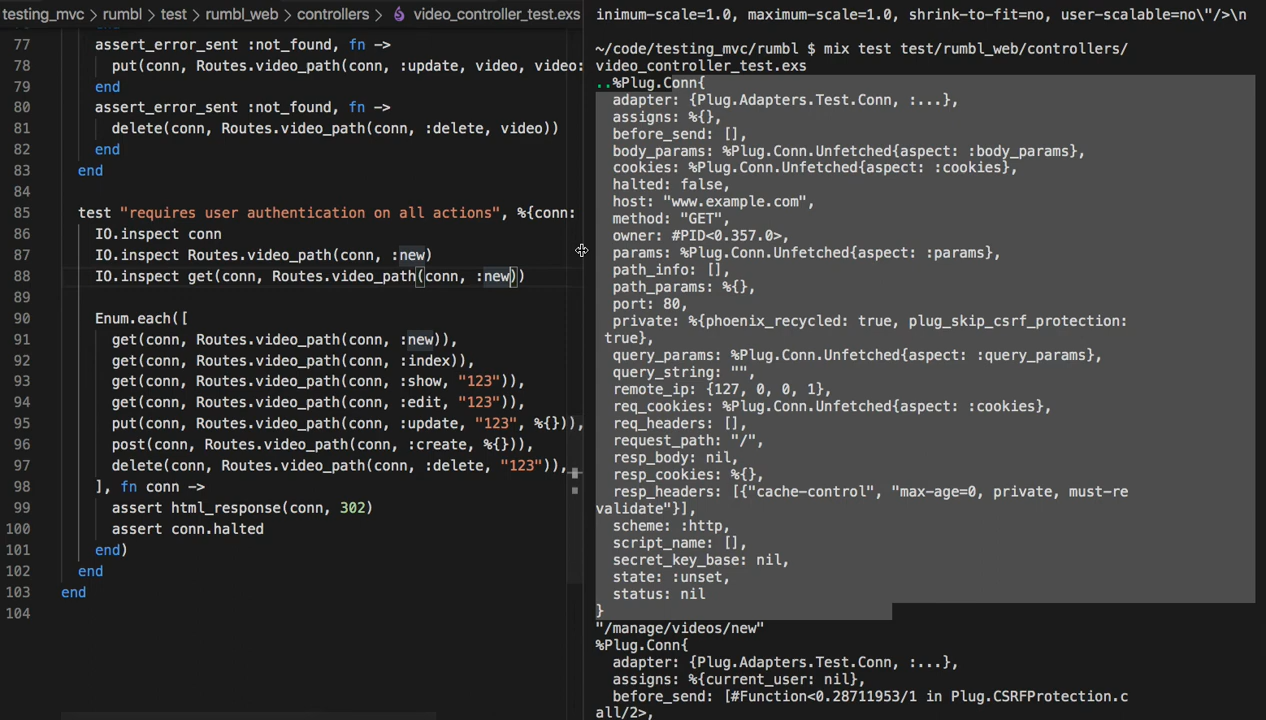 testing_mvc > rumbl > test > rumbl_web > controllers > video_controller_test.exs
77 assert_error_sent :not_found, fn ->
78 put(conn, Routes.video_path(conn, :update, video, video:
79 end
80 assert_error_sent :not_found, fn ->
81 delete(conn, Routes.video_path(conn, :delete, video))
82 end
83 end
84
85 test "requires user authentication on all actions", %{conn:
86 IO.inspect conn
87 IO.inspect Routes.video_path(conn, :new)
88 IO.inspect get(conn, Routes.video_path(conn, :new))
89
90 Enum.each([
91 get(conn, Routes.video_path(conn, :new)),
92 get(conn, Routes.video_path(conn, :index)),
93 get(conn, Routes.video_path(conn, :show, "123")),
94 get(conn, Routes.video_path(conn, :edit, "123")),
95 put(conn, Routes.video_path(conn, :update, "123", %{})),
96 post(conn, Routes.video_path(conn, :create, %{})),
97 delete(conn, Routes.video_path(conn, :delete, "123")),
98 ], fn conn ->
99 assert html_response(conn, 302)
100 assert conn.halted
101 end)
102 end
103 end
104
inimum-scale=1.0, maximum-scale=1.0, shrink-to-fit=no, user-scalable=no\"/>\n
~/code/testing_mvc/rumbl $ mix test test/rumbl_web/controllers/
video_controller_test.exs
..%Plug.Conn{
adapter: {Plug.Adapters.Test.Conn, :...},
assigns: %{},
before_send: [],
body_params: %Plug.Conn.Unfetched{aspect: :body_params},
cookies: %Plug.Conn.Unfetched{aspect: :cookies},
halted: false,
host: "www.example.com",
method: "GET",
owner: #PID<0.357.0>,
params: %Plug.Conn.Unfetched{aspect: :params},
path_info: [],
path_params: %{},
port: 80,
private: %{phoenix_recycled: true, plug_skip_csrf_protection:
true},
query_params: %Plug.Conn.Unfetched{aspect: :query_params},
query_string: "",
remote_ip: {127, 0, 0, 1},
req_cookies: %Plug.Conn.Unfetched{aspect: :cookies},
req_headers: [],
request_path: "/",
resp_body: nil,
resp_cookies: %{},
resp_headers: [{"cache-control", "max-age=0, private, must-re
validate"}],
scheme: :http,
script_name: [],
secret_key_base: nil,
state: :unset,
status: nil
}
"/manage/videos/new"
%Plug.Conn{
adapter: {Plug.Adapters.Test.Conn, :...},
assigns: %{current_user: nil},
before_send: [#Function<0.28711953/1 in Plug.CSRFProtection.c
all/2>,